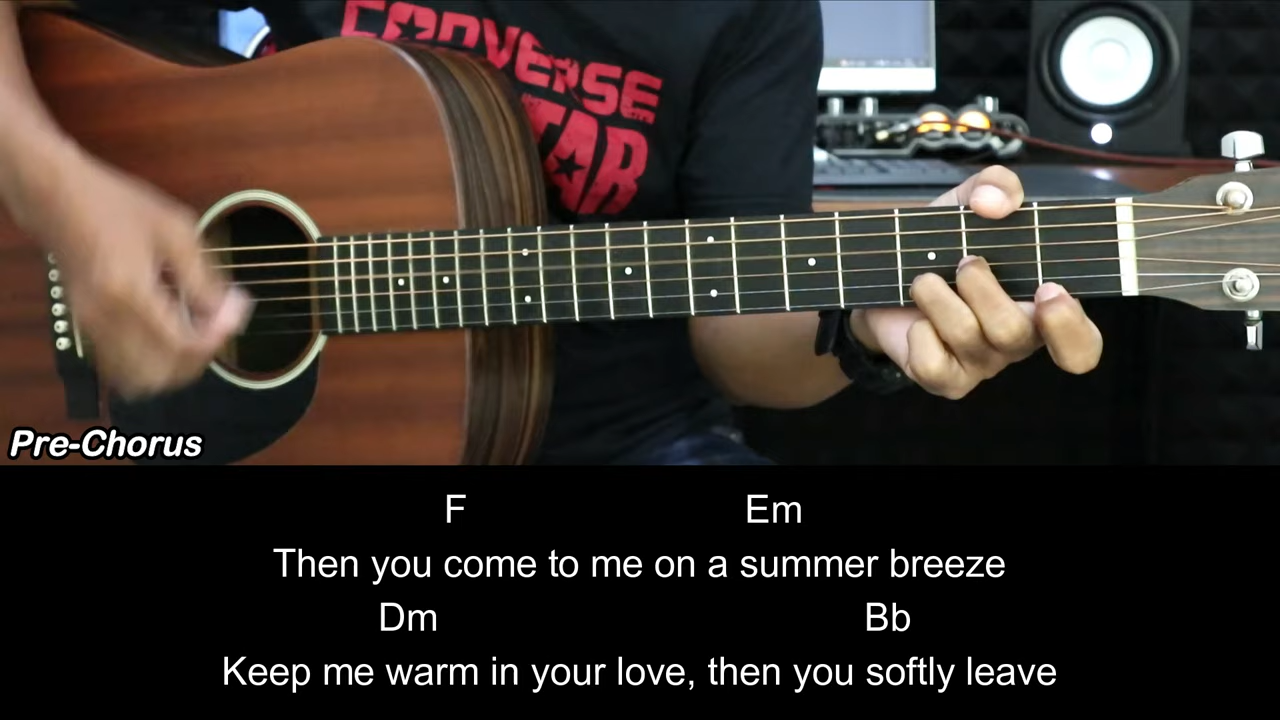 CONVERSE
STAR
Pre-Chorus
F Em
Then you come to me on a summer breeze
Dm Bb
Keep me warm in your love, then you softly leave